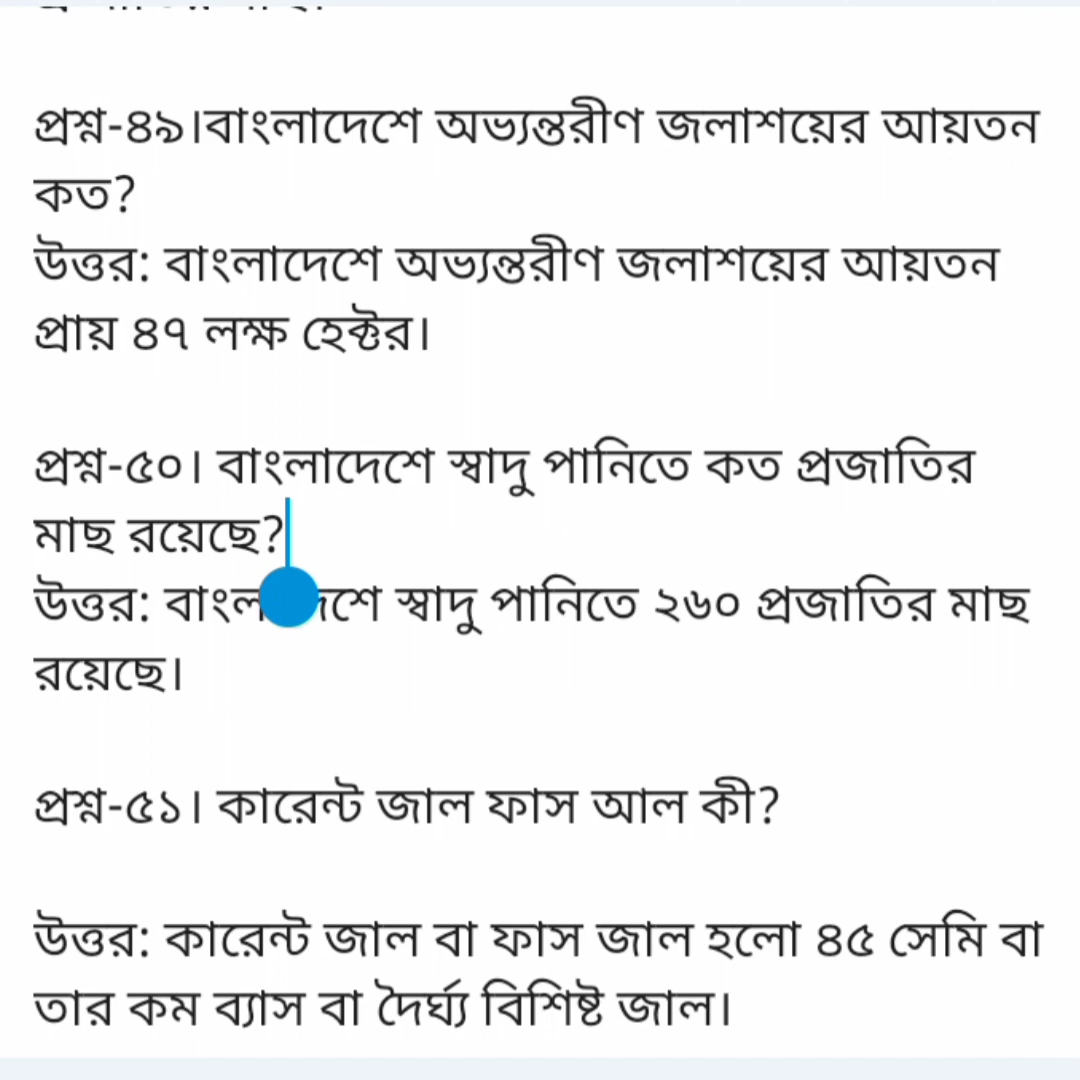 প্রশ্ন-৪৯।বাংলাদেশে অভ্যন্তরীণ জলাশয়ের আয়তন
কত?
উত্তর: বাংলাদেশে অভ্যন্তরীণ জলাশয়ের আয়তন
প্রায় ৪৭ লক্ষ হেক্টর।
প্রশ্ন-৫০। বাংলাদেশে স্বাদু পানিতে কত প্রজাতির
মাছ রয়েছে?
উত্তর: বাংলাদেশে স্বাদু পানিতে ২৬০ প্রজাতির মাছ
রয়েছে।
প্রশ্ন-৫১। কারেন্ট জাল ফাস আল কী?
উত্তর: কারেন্ট জাল বা ফাস জাল হলো ৪৫ সেমি বা
তার কম ব্যাস বা দৈর্ঘ্য বিশিষ্ট জাল।